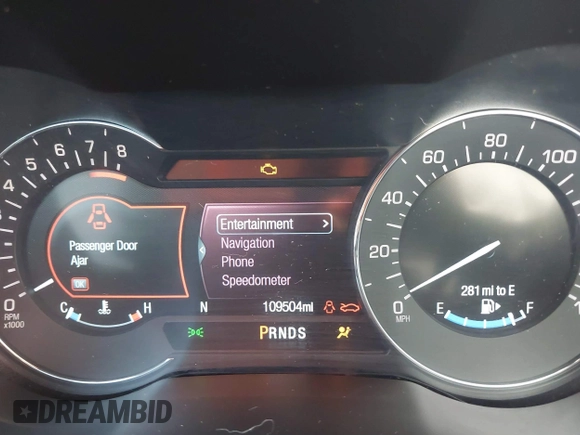 4 5 6 7 8
Passenger Door
Ajar
OK
0
RPM
x1000
C H
Entertainment >
Navigation
Phone
Speedometer
N 109504mi
PRNDS
0 20 40 60 80 100
MPH
281 mi to E
E F
DREAMBID